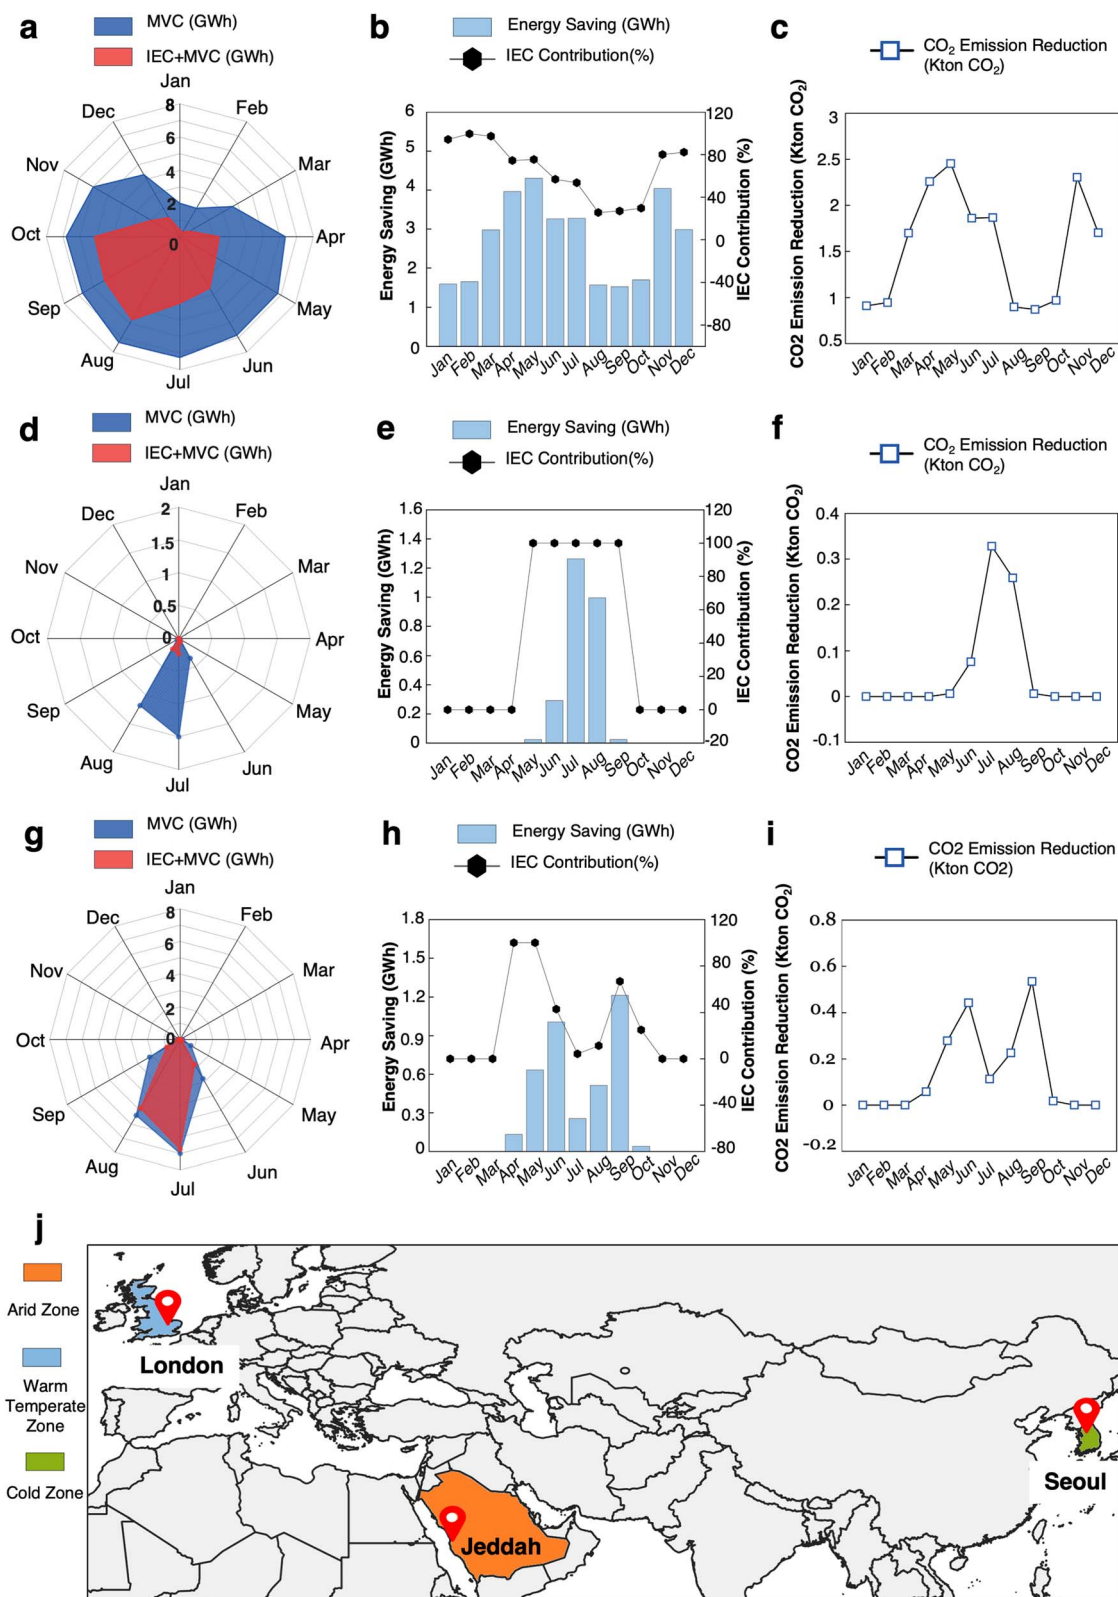 a
MVC (GWh)
IEC+MVC (GWh)
Jan
Feb
Mar
Apr
May
Jun
Jul
Aug
Sep
Oct
Nov
Dec
8
6
4
2
0
b
Energy Saving (GWh)
IEC Contribution(%)
Energy Saving (GWh)
6
5
4
3
2
1
0
120
80
40
0
-40
-80
IEC Contribution (%)
Jan Feb Mar Apr May Jun Jul Aug Sep Oct Nov Dec
c
CO₂ Emission Reduction
(Kton CO₂)
CO2 Emission Reduction (Kton CO₂)
3
2.5
2
1.5
1
0.5
Jan Feb Mar Apr May Jun Jul Aug Sep Oct Nov Dec
d
MVC (GWh)
IEC+MVC (GWh)
Jan
Feb
Mar
Apr
May
Jun
Jul
Aug
Sep
Oct
Nov
Dec
2
1.5
1
0.5
0
e
Energy Saving (GWh)
IEC Contribution(%)
Energy Saving (GWh)
1.6
1.4
1.2
1
0.8
0.6
0.4
0.2
0
120
100
80
60
40
20
0
-20
IEC Contribution (%)
Jan Feb Mar Apr May Jun Jul Aug Sep Oct Nov Dec
f
CO₂ Emission Reduction
(Kton CO₂)
CO2 Emission Reduction (Kton CO₂)
0.4
0.3
0.2
0.1
0
-0.1
Jan Feb Mar Apr May Jun Jul Aug Sep Oct Nov Dec
g
MVC (GWh)
IEC+MVC (GWh)
Jan
Feb
Mar
Apr
May
Jun
Jul
Aug
Sep
Oct
Nov
Dec
8
6
4
2
0
h
Energy Saving (GWh)
IEC Contribution(%)
Energy Saving (GWh)
1.8
1.5
1.2
0.9
0.6
0.3
0
120
80
40
0
-40
-80
IEC Contribution (%)
Jan Feb Mar Apr May Jun Jul Aug Sep Oct Nov Dec
i
CO2 Emission Reduction
(Kton CO2)
CO2 Emission Reduction (Kton CO₂)
0.8
0.6
0.4
0.2
0
-0.2
Jan Feb Mar Apr May Jun Jul Aug Sep Oct Nov Dec
j
Arid Zone
Warm
Temperate
Zone
Cold Zone
London
Jeddah
Seoul